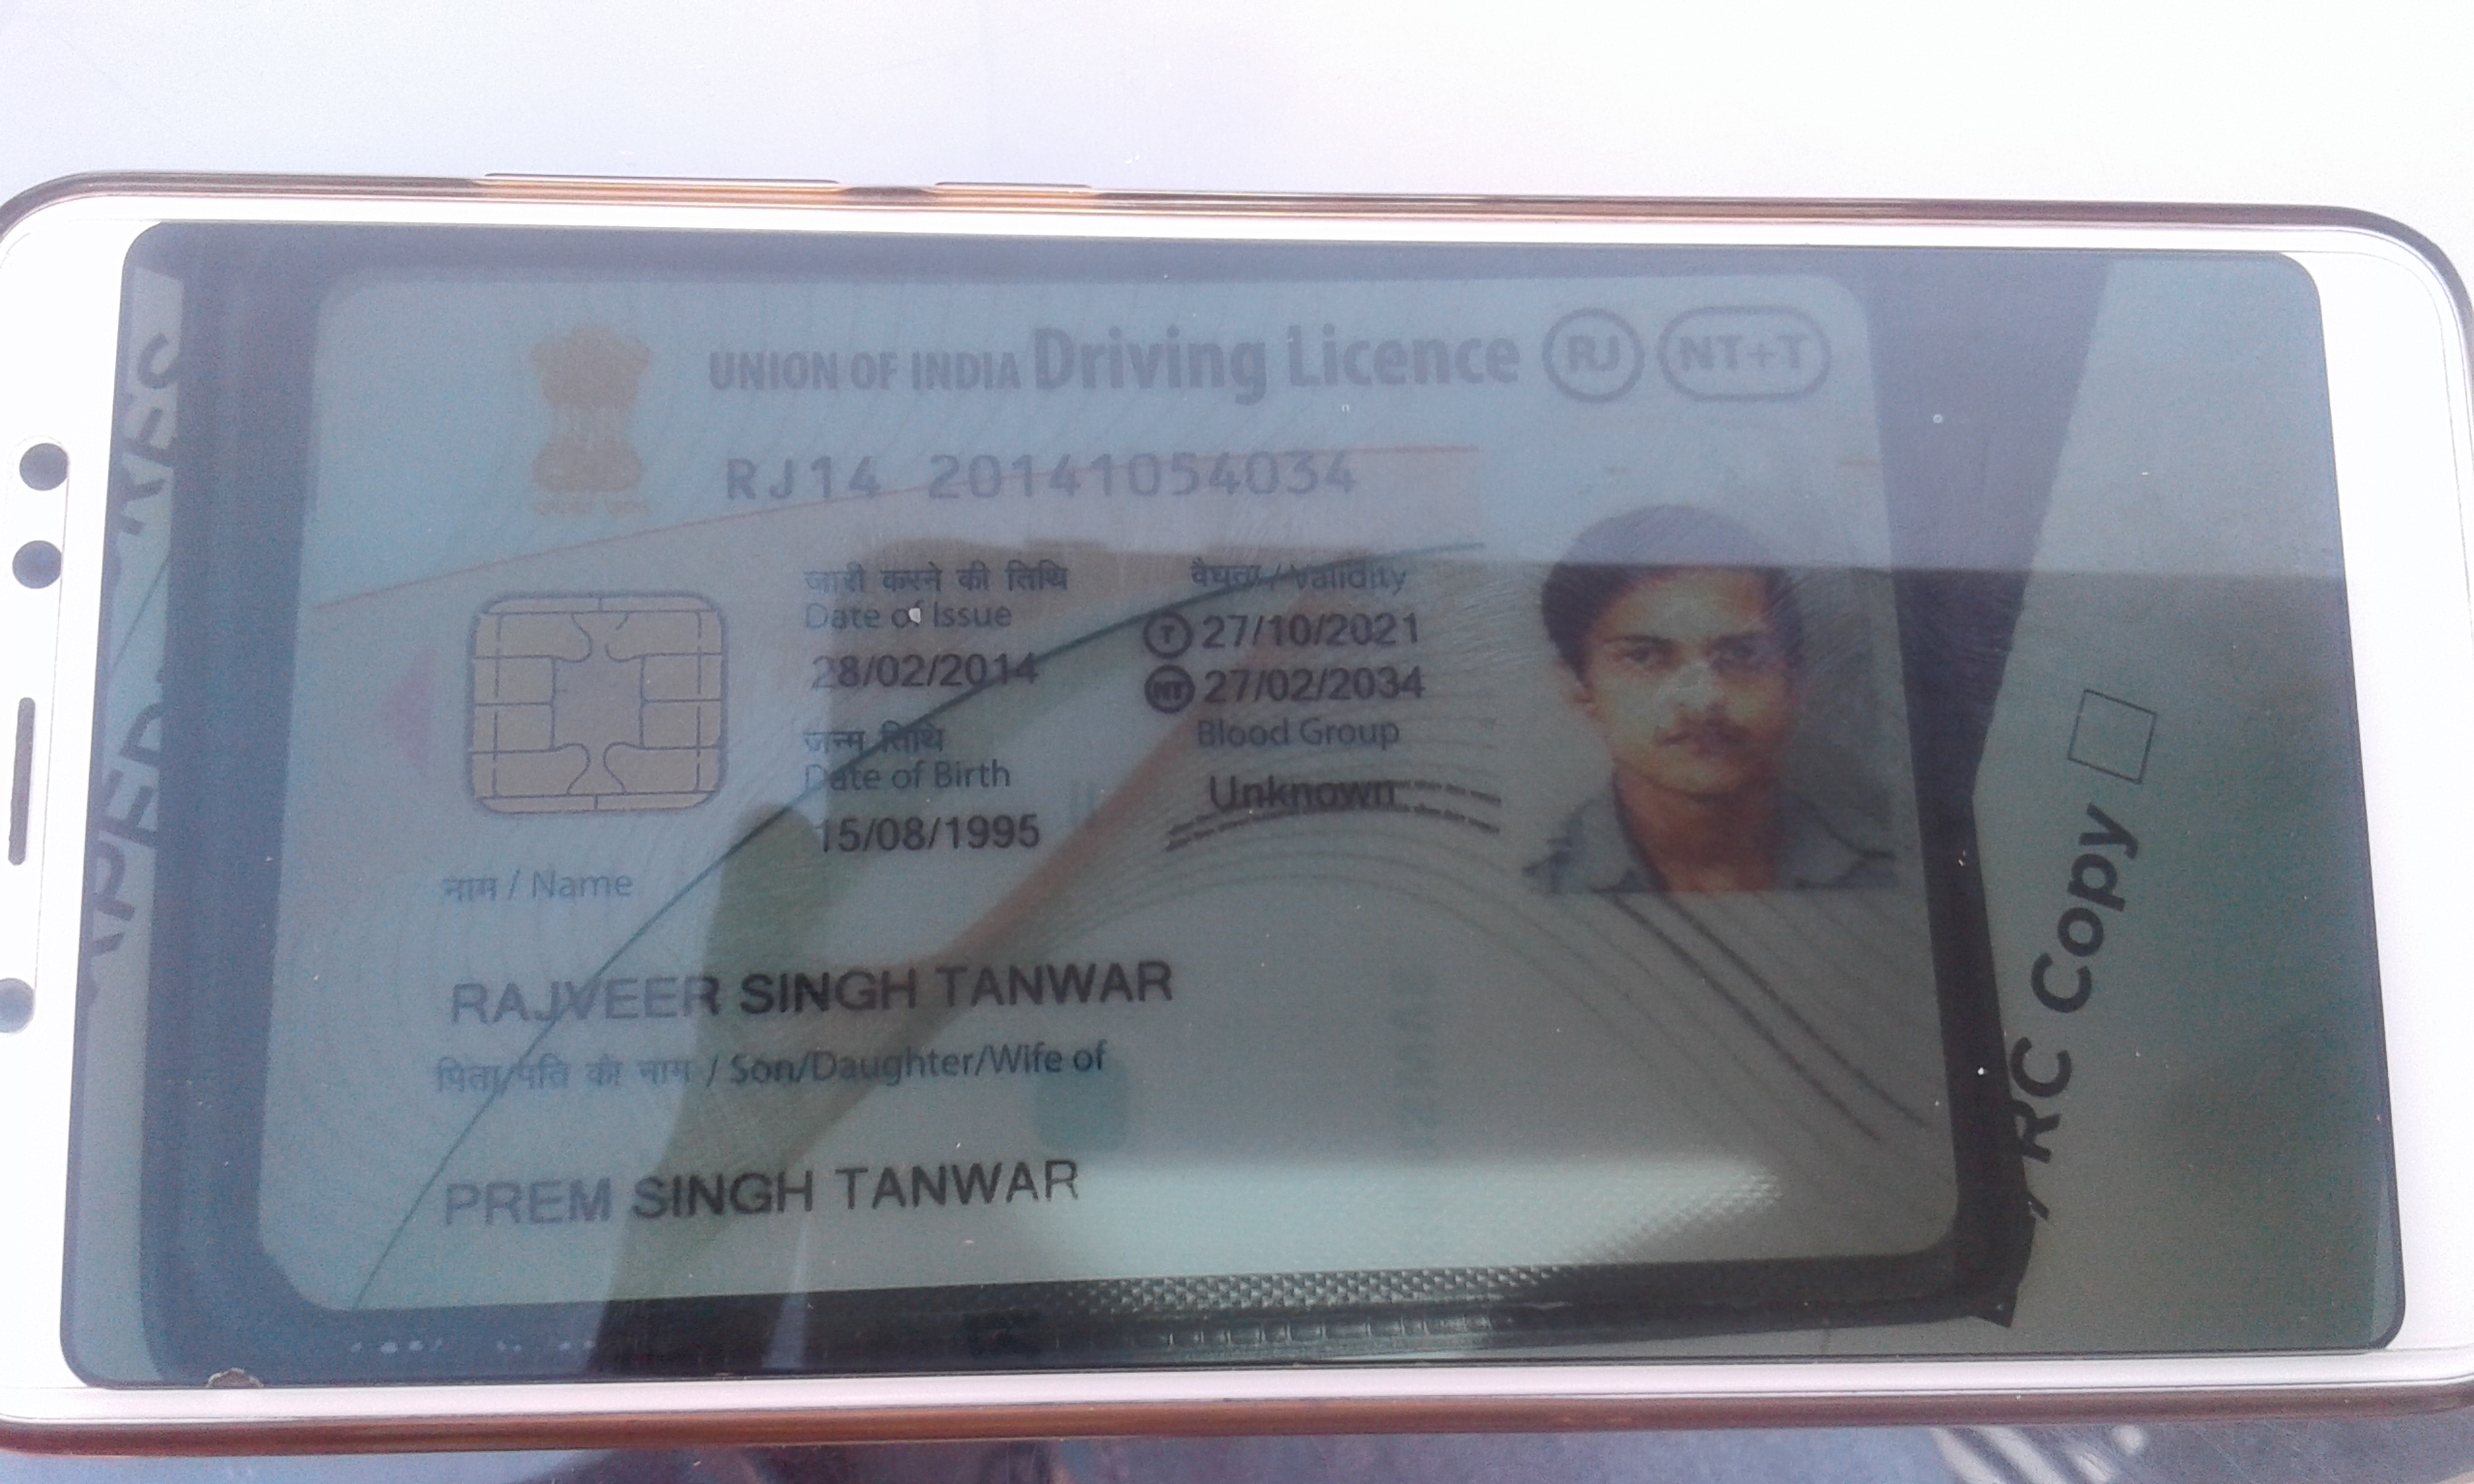 UNION OF INDIA Driving Licence RJ NT+T
RJ14 20141054034
जारी करने की तिथि
Date of Issue
28/02/2014
वैधता / Validity
T 27/10/2021
NT 27/02/2034
जन्म तिथि
Date of Birth
15/08/1995
Blood Group
Unknown
नाम / Name
RAJVEER SINGH TANWAR
पिता/पति का नाम / Son/Daughter/Wife of
PREM SINGH TANWAR
/ RC Copy